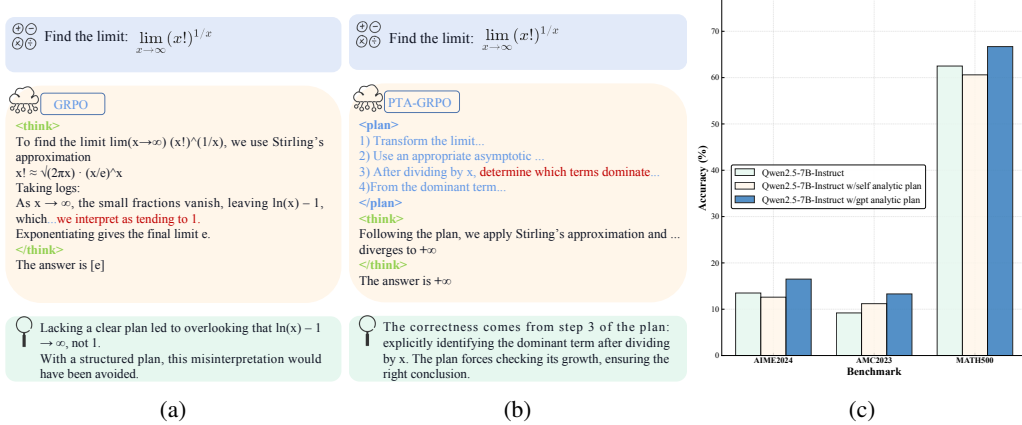 Find the limit: lim x→∞ (x!)^{1/x}
GRPO
<think>
To find the limit lim(x→∞) (x!)^(1/x), we use Stirling's
approximation
x! ≈ √(2πx) · (x/e)^x
Taking logs:
As x → ∞, the small fractions vanish, leaving ln(x) − 1,
which...we interpret as tending to 1.
Exponentiating gives the final limit e.
</think>
The answer is [e]
Lacking a clear plan led to overlooking that ln(x) − 1
→ ∞, not 1.
With a structured plan, this misinterpretation would
have been avoided.
(a)
Find the limit: lim x→∞ (x!)^{1/x}
PTA-GRPO
<plan>
1) Transform the limit...
2) Use an appropriate asymptotic ...
3) After dividing by x, determine which terms dominate...
4)From the dominant term...
</plan>
<think>
Following the plan, we apply Stirling's approximation and ...
diverges to +∞
</think>
The answer is +∞
The correctness comes from step 3 of the plan:
explicitly identifying the dominant term after dividing
by x. The plan forces checking its growth, ensuring the
right conclusion.
(b)
Accuracy (%)
70
60
50
40
30
20
10
0
Qwen2.5-7B-Instruct
Qwen2.5-7B-Instruct w/self analytic plan
Qwen2.5-7B-Instruct w/gpt analytic plan
AIME2024
AMC2023
MATH500
Benchmark
(c)